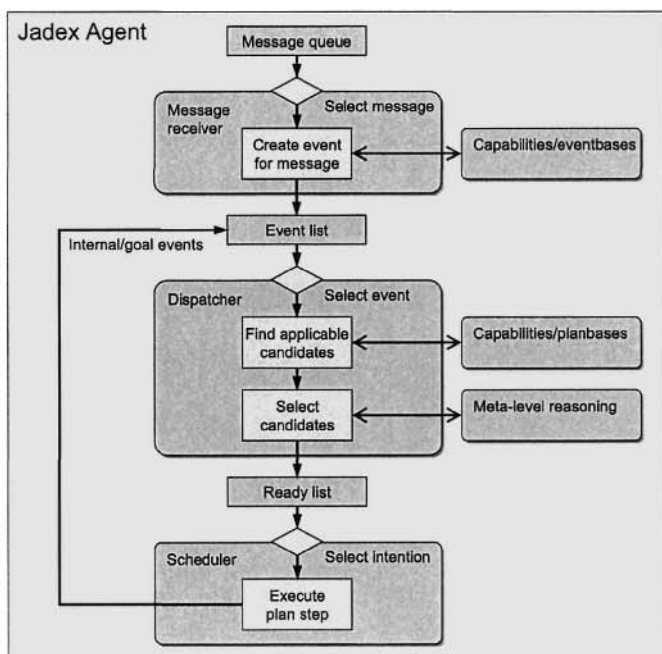 Jadex Agent
Message queue
Message
receiver
Select message
Create event
for message
Capabilities/eventbases
Internal/goal events
Event list
Dispatcher
Select event
Find applicable
candidates
Capabilities/planbases
Select
candidates
Meta-level reasoning
Ready list
Scheduler
Select intention
Execute
plan step